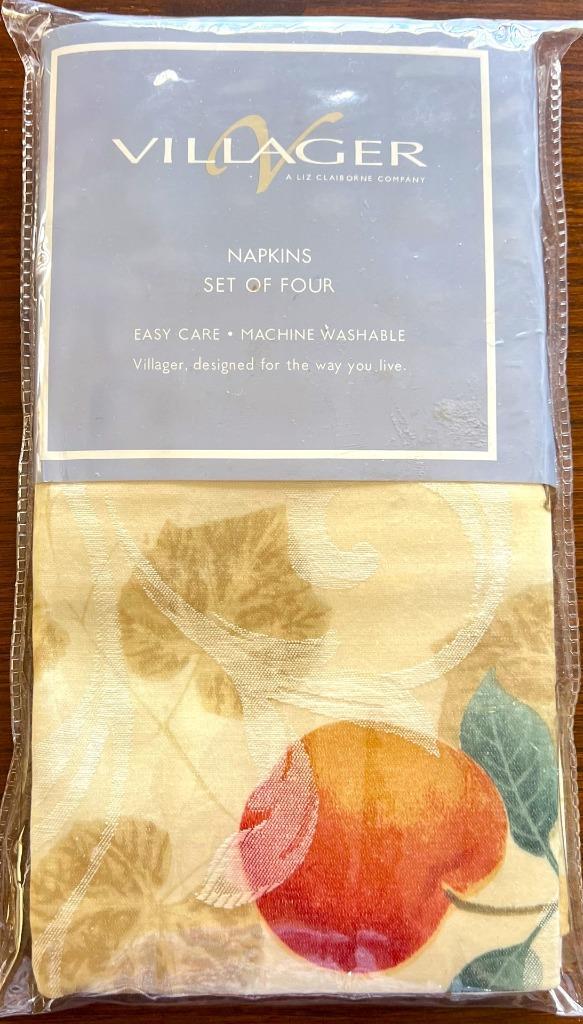 VILLAGER
A LIZ CLAIBORNE COMPANY
NAPKINS
SET OF FOUR
EASY CARE • MACHINE WASHABLE
Villager, designed for the way you live.